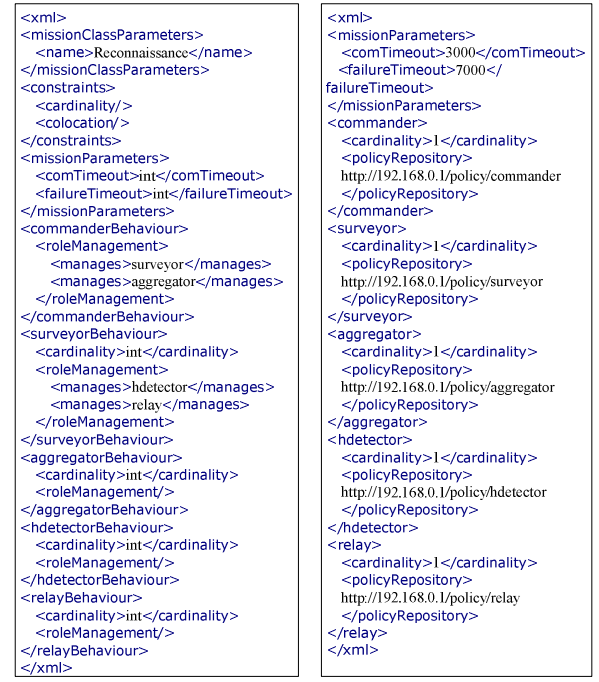 <xml>
<missionClassParameters>
<name>Reconnaissance</name>
</missionClassParameters>
<constraints>
<cardinality/>
<colocation/>
</constraints>
<missionParameters>
<comTimeout>int</comTimeout>
<failureTimeout>int</failureTimeout>
</missionParameters>
<commanderBehaviour>
<roleManagement>
<manages>surveyor</manages>
<manages>aggregator</manages>
</roleManagement>
</commanderBehaviour>
<surveyorBehaviour>
<cardinality>int</cardinality>
<roleManagement>
<manages>hdetector</manages>
<manages>relay</manages>
</roleManagement>
</surveyorBehaviour>
<aggregatorBehaviour>
<cardinality>int</cardinality>
<roleManagement/>
</aggregatorBehaviour>
<hdetectorBehaviour>
<cardinality>int</cardinality>
<roleManagement/>
</hdetectorBehaviour>
<relayBehaviour>
<cardinality>int</cardinality>
<roleManagement/>
</relayBehaviour>
</xml>
<xml>
<missionParameters>
<comTimeout>3000</comTimeout>
<failureTimeout>7000</
failureTimeout>
</missionParameters>
<commander>
<cardinality>1</cardinality>
<policyRepository>
http://192.168.0.1/policy/commander
</policyRepository>
</commander>
<surveyor>
<cardinality>1</cardinality>
<policyRepository>
http://192.168.0.1/policy/surveyor
</policyRepository>
</surveyor>
<aggregator>
<cardinality>1</cardinality>
<policyRepository>
http://192.168.0.1/policy/aggregator
</policyRepository>
</aggregator>
<hdetector>
<cardinality>1</cardinality>
<policyRepository>
http://192.168.0.1/policy/hdetector
</policyRepository>
</hdetector>
<relay>
<cardinality>1</cardinality>
<policyRepository>
http://192.168.0.1/policy/relay
</policyRepository>
</relay>
</xml>